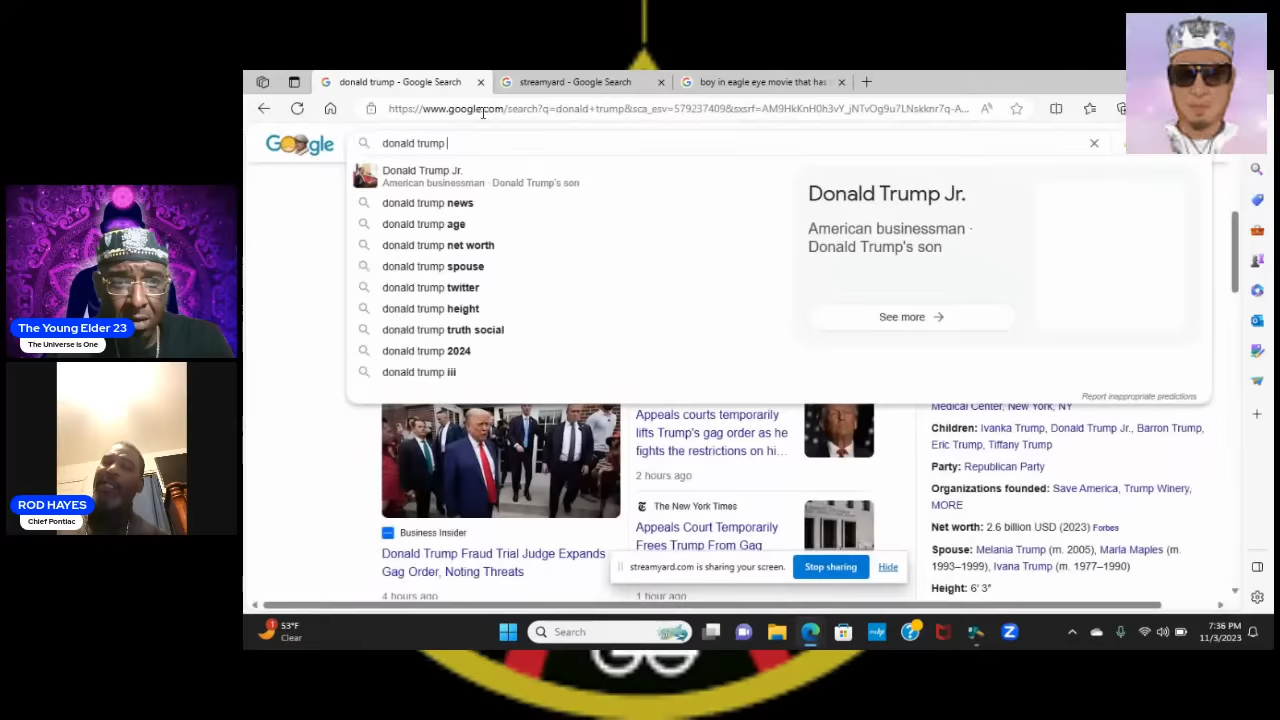 donald trump - Google Search
streamyard - Google Search
boy in eagle eye movie that has
https://www.google.com/search?q=donald+trump&sca_esv=579237409&sxsrf=AM9HkKnH0h3vY_jNTvOg9u7LNskknr7q-A...
Google
donald trump
Donald Trump Jr.
American businessman · Donald Trump's son
donald trump news
donald trump age
donald trump net worth
donald trump spouse
donald trump twitter
donald trump height
donald trump truth social
donald trump 2024
donald trump iii
Donald Trump Jr.
American businessman ·
Donald Trump's son
See more
Report inappropriate predictions
The Young Elder 23
The Universe is One
ROD HAYES
Chief Pontiac
Business Insider
Donald Trump Fraud Trial Judge Expands
Gag Order, Noting Threats
4 hours ago
Appeals courts temporarily
lifts Trump's gag order as he
fights the restrictions on hi...
2 hours ago
The New York Times
Appeals Court Temporarily
Frees Trump From Gag
1 hour ago
Medical Center, New York, NY
Children: Ivanka Trump, Donald Trump Jr., Barron Trump,
Eric Trump, Tiffany Trump
Party: Republican Party
Organizations founded: Save America, Trump Winery,
MORE
Net worth: 2.6 billion USD (2023) Forbes
Spouse: Melania Trump (m. 2005), Marla Maples (m.
1993–1999), Ivana Trump (m. 1977–1990)
Height: 6' 3"
streamyard.com is sharing your screen.
Stop sharing
Hide
1
53°F
Clear
Search
7:36 PM
11/3/2023